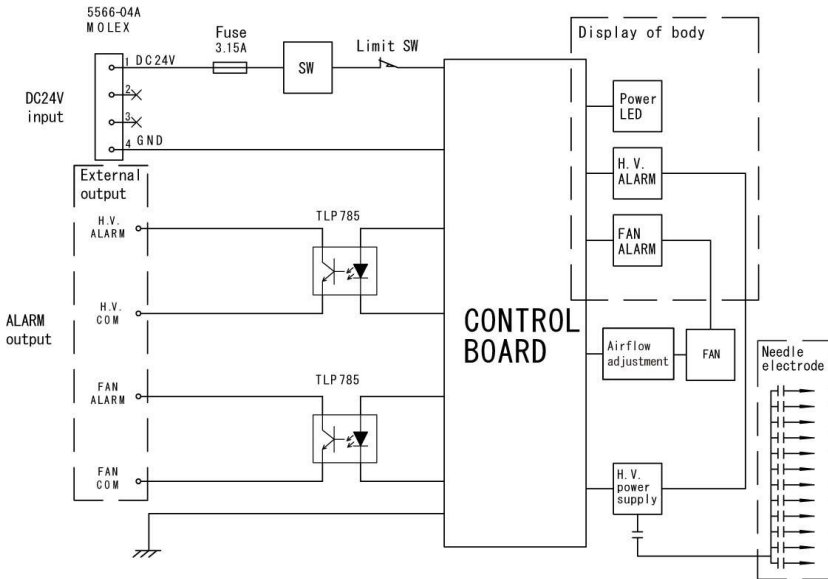 5566-04A
MOLEX
DC24V
input
1 DC24V
2
3
4 GND
Fuse
3.15A
SW
Limit SW
External
output
H.V.
ALARM
H.V.
COM
ALARM
output
FAN
ALARM
FAN
COM
TLP785
TLP785
CONTROL
BOARD
Display of body
Power
LED
H.V.
ALARM
FAN
ALARM
Airflow
adjustment
FAN
H.V.
power
supply
Needle
electrode